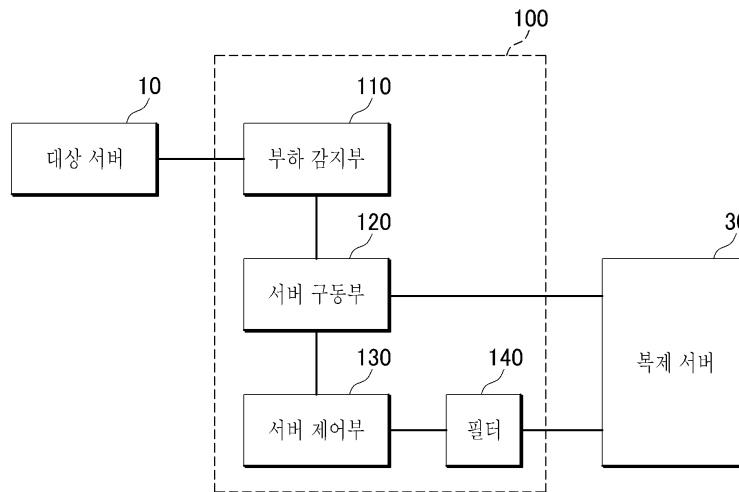 100
10
110
대상 서버
부하 감지부
120
30
서버 구동부
복제 서버
130
140
서버 제어부
필터